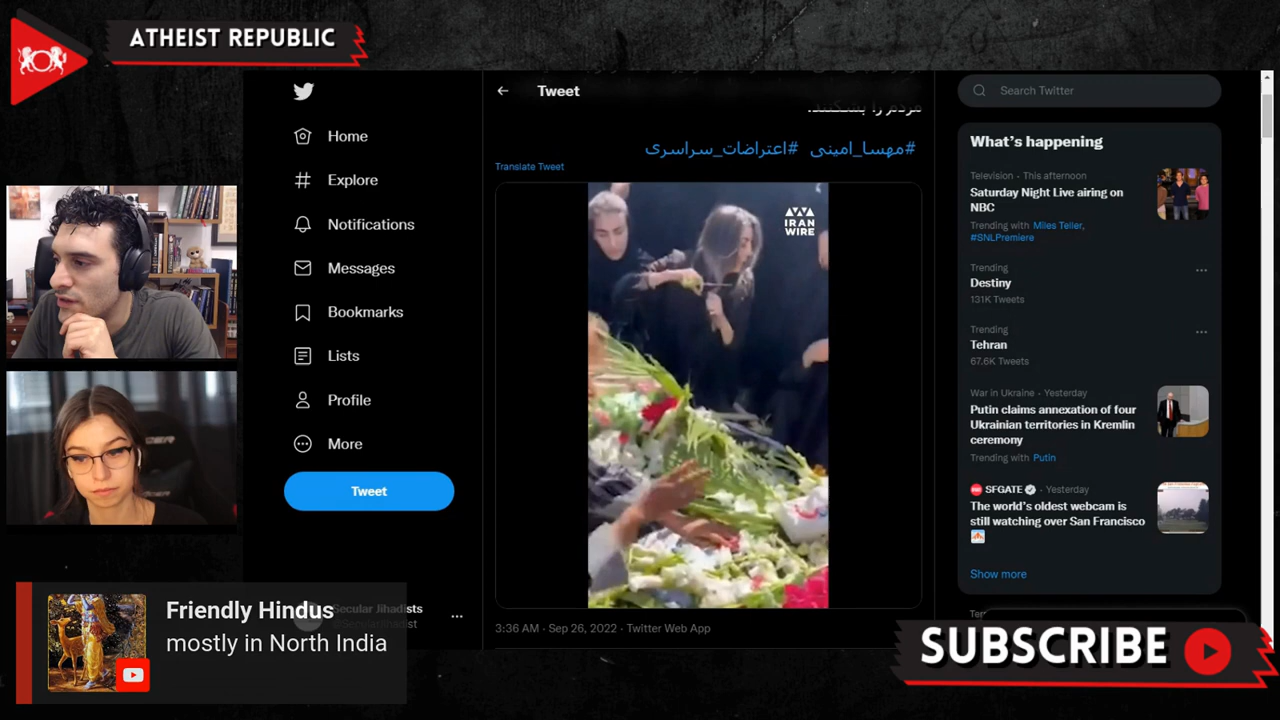 ATHEIST REPUBLIC
Tweet
Search Twitter
مردم را بشکنند.
#مهسا_امینی #اعتراضات_سراسری
Translate Tweet
IRAN
WIRE
3:36 AM · Sep 26, 2022 · Twitter Web App
Home
Explore
Notifications
Messages
Bookmarks
Lists
Profile
More
Tweet
Secular Jihadists
@SecularJihadist
What's happening
Television · This afternoon
Saturday Night Live airing on
NBC
Trending with Miles Teller,
#SNLPremiere
Trending
Destiny
131K Tweets
Trending
Tehran
67.6K Tweets
War in Ukraine · Yesterday
Putin claims annexation of four
Ukrainian territories in Kremlin
ceremony
Trending with Putin
SFGATE · Yesterday
The world's oldest webcam is
still watching over San Francisco
Show more
Friendly Hindus
mostly in North India
SUBSCRIBE